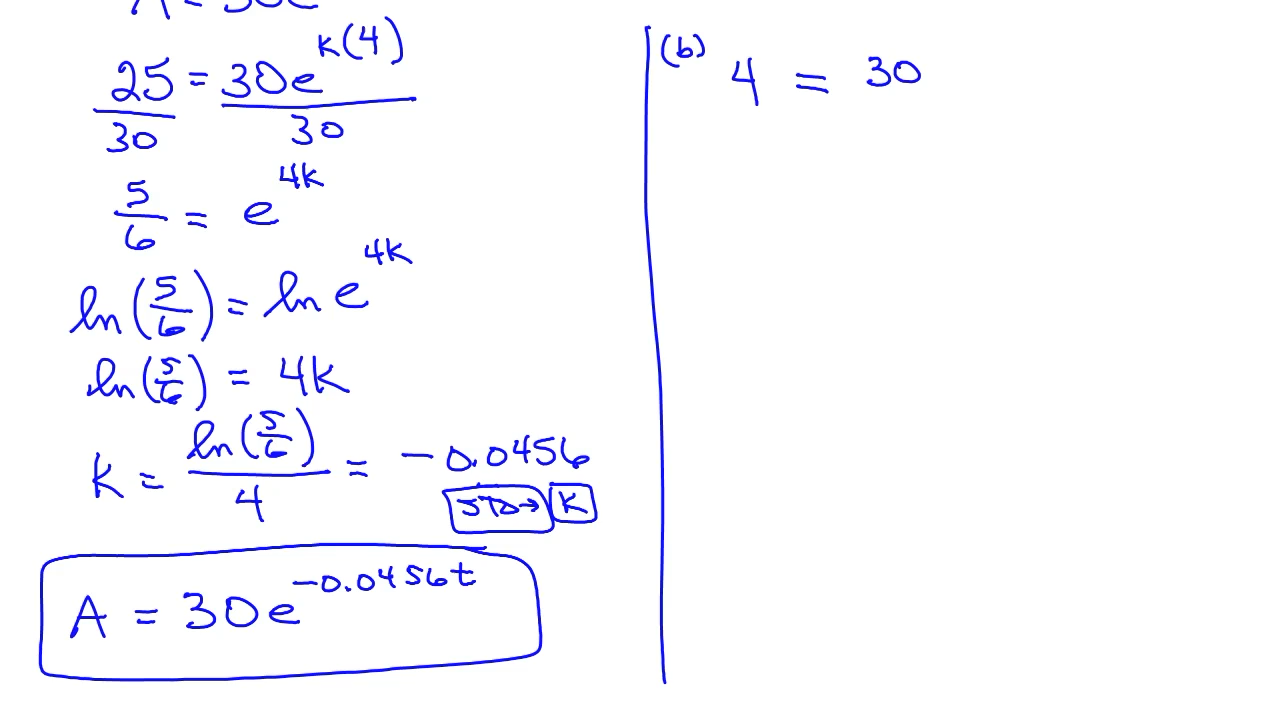 A = 30e
25 = 30e^k(4)
30 30
5/6 = e^4k
ln(5/6) = ln e^4k
ln(5/6) = 4k
k = ln(5/6)/4 = -0.0456
STO→ K
A = 30e^-0.0456t
(b) 4 = 30